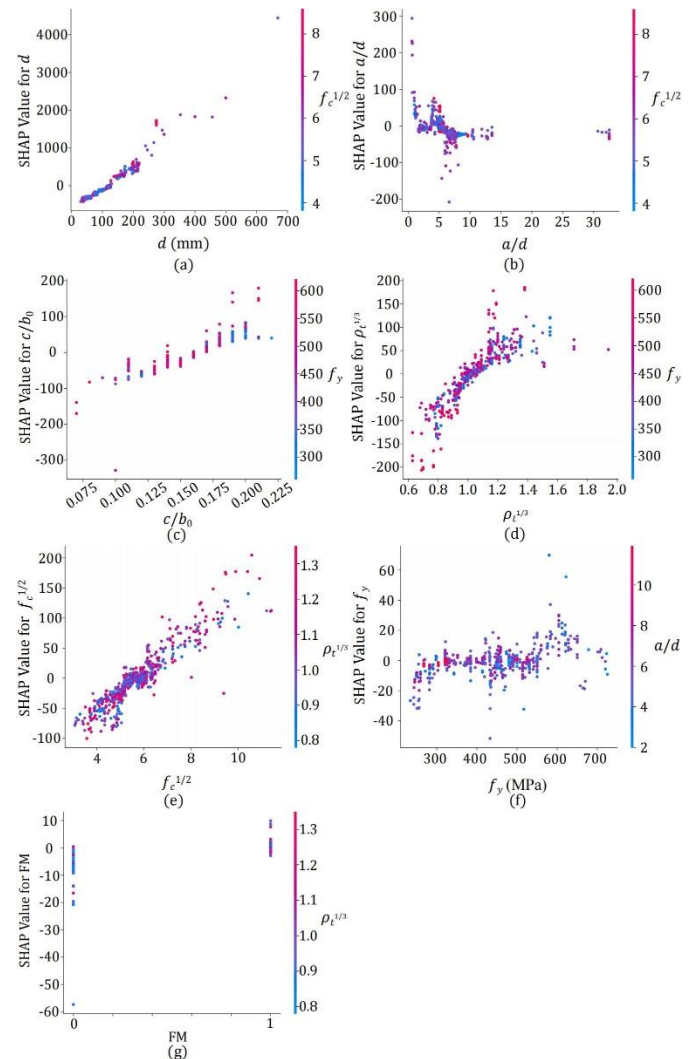 SHAP Value for d
4000
3000
2000
1000
0
0 100 200 300 400 500 600 700
d (mm)
(a)
8
7
6
5
4
f_c^{1/2}
SHAP Value for a/d
300
200
100
0
-100
-200
0 5 10 15 20 25 30
a/d
(b)
8
7
6
5
4
f_c^{1/2}
SHAP Value for c/b_0
200
100
0
-100
-200
-300
0.075 0.100 0.125 0.150 0.175 0.200 0.225
c/b_0
(c)
600
550
500
450
400
350
300
f_y
SHAP Value for ρ_t^{1/3}
200
150
100
50
0
-50
-100
-150
-200
0.6 0.8 1.0 1.2 1.4 1.6 1.8 2.0
ρ_t^{1/3}
(d)
600
550
500
450
400
350
300
f_y
SHAP Value for f_c^{1/2}
200
150
100
50
0
-50
-100
4 6 8 10
f_c^{1/2}
(e)
1.3
1.2
1.1
1.0
0.9
0.8
ρ_t^{1/3}
SHAP Value for f_y
60
40
20
0
-20
-40
300 400 500 600 700
f_y (MPa)
(f)
10
8
6
4
2
a/d
SHAP Value for FM
10
0
-10
-20
-30
-40
-50
-60
0 1
FM
(g)
1.3
1.2
1.1
1.0
0.9
0.8
ρ_t^{1/3}